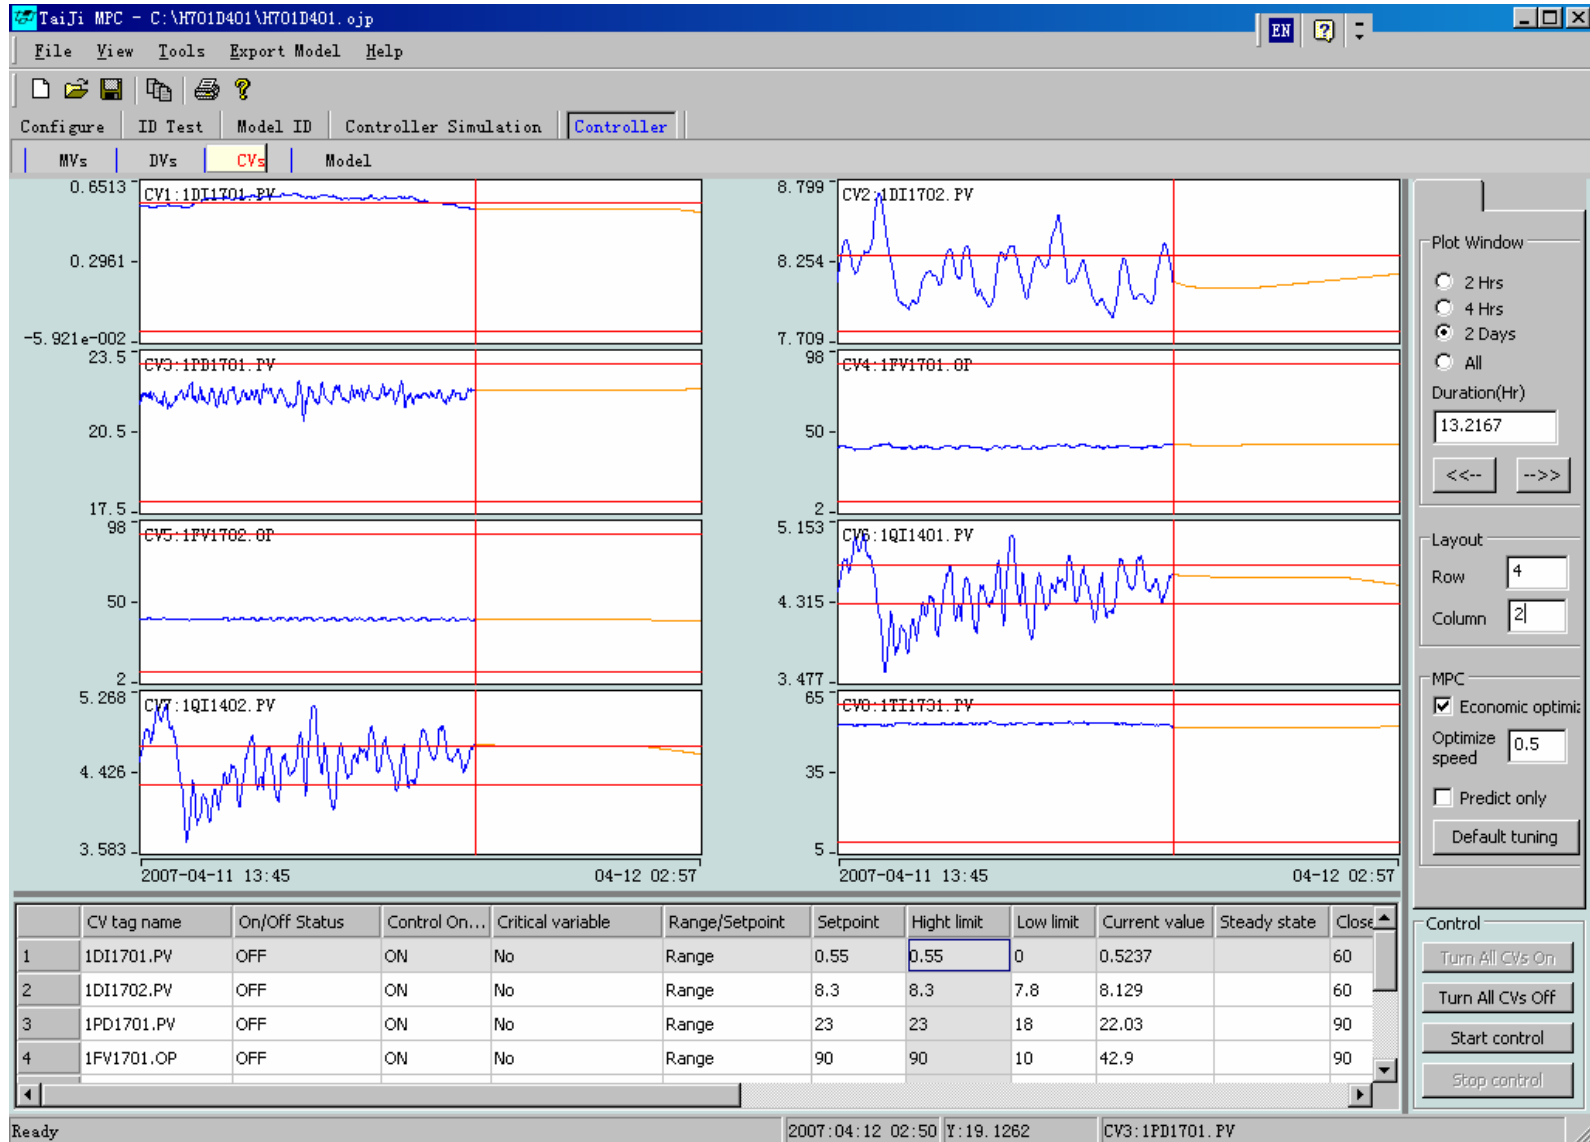 TaiJi MPC - C:\H701D401\H701D401.ojp
EN
File View Tools Export Model Help
Configure ID Test Model ID Controller Simulation Controller
MVs DVs CVs Model
0.6513
0.2961
-5.921e-002
CV1:1DI1701.PV
8.799
8.254
7.709
CV2:1DI1702.PV
23.5
20.5
17.5
CV3:1PD1701.PV
98
50
2
CV4:1FV1701.OP
98
50
2
CV5:1FV1702.OP
5.153
4.315
3.477
CV6:1QI1401.PV
5.268
4.426
3.583
CV7:1QI1402.PV
65
35
5
CV8:1TI1731.PV
2007-04-11 13:45 04-12 02:57
2007-04-11 13:45 04-12 02:57
Plot Window
2 Hrs
4 Hrs
2 Days
All
Duration(Hr)
13.2167
<<-- -->>
Layout
Row 4
Column 2
MPC
Economic optimiz
Optimize speed 0.5
Predict only
Default tuning
CV tag name On/Off Status Control On... Critical variable Range/Setpoint Setpoint Hight limit Low limit Current value Steady state Close
1 1DI1701.PV OFF ON No Range 0.55 0.55 0 0.5237 60
2 1DI1702.PV OFF ON No Range 8.3 8.3 7.8 8.129 60
3 1PD1701.PV OFF ON No Range 23 23 18 22.03 90
4 1FV1701.OP OFF ON No Range 90 90 10 42.9 90
Control
Turn All CVs On
Turn All CVs Off
Start control
Stop control
Ready 2007:04:12 02:50 Y:19.1262 CV3:1PD1701.PV